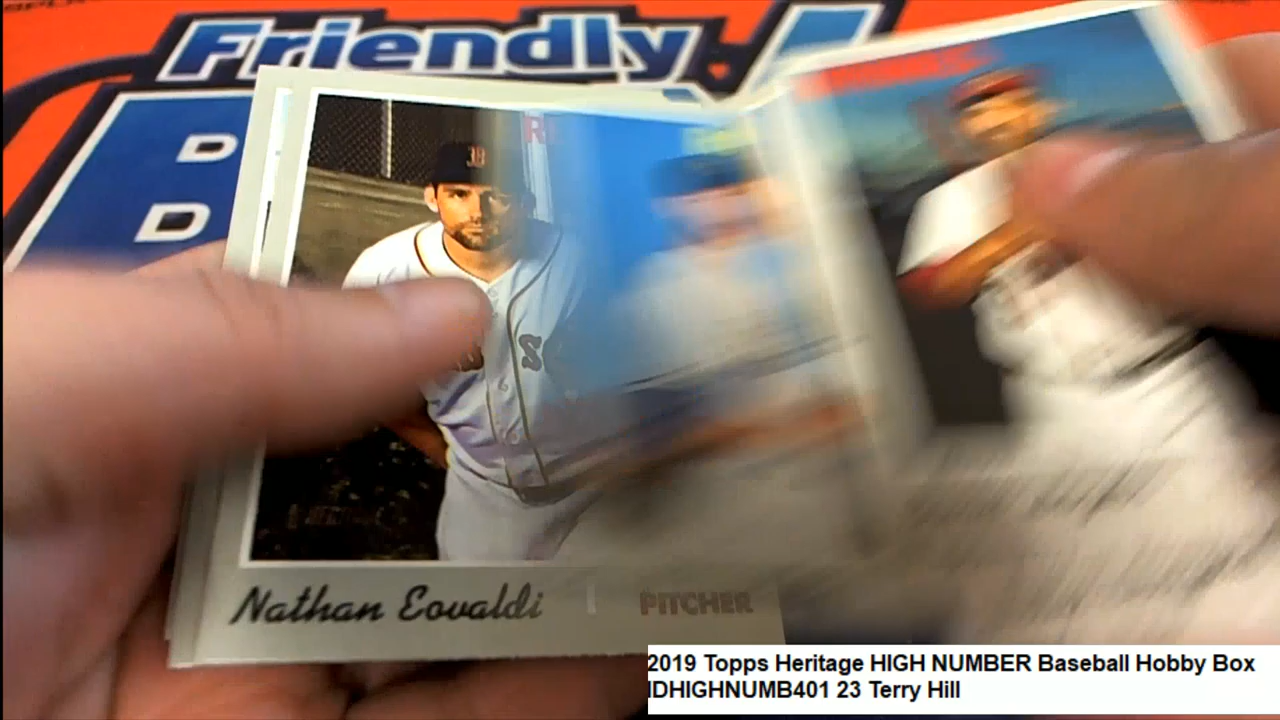 Friendly
D
D
Nathan Eovaldi PITCHER
2019 Topps Heritage HIGH NUMBER Baseball Hobby Box
IDHIGHNUMB401 23 Terry Hill